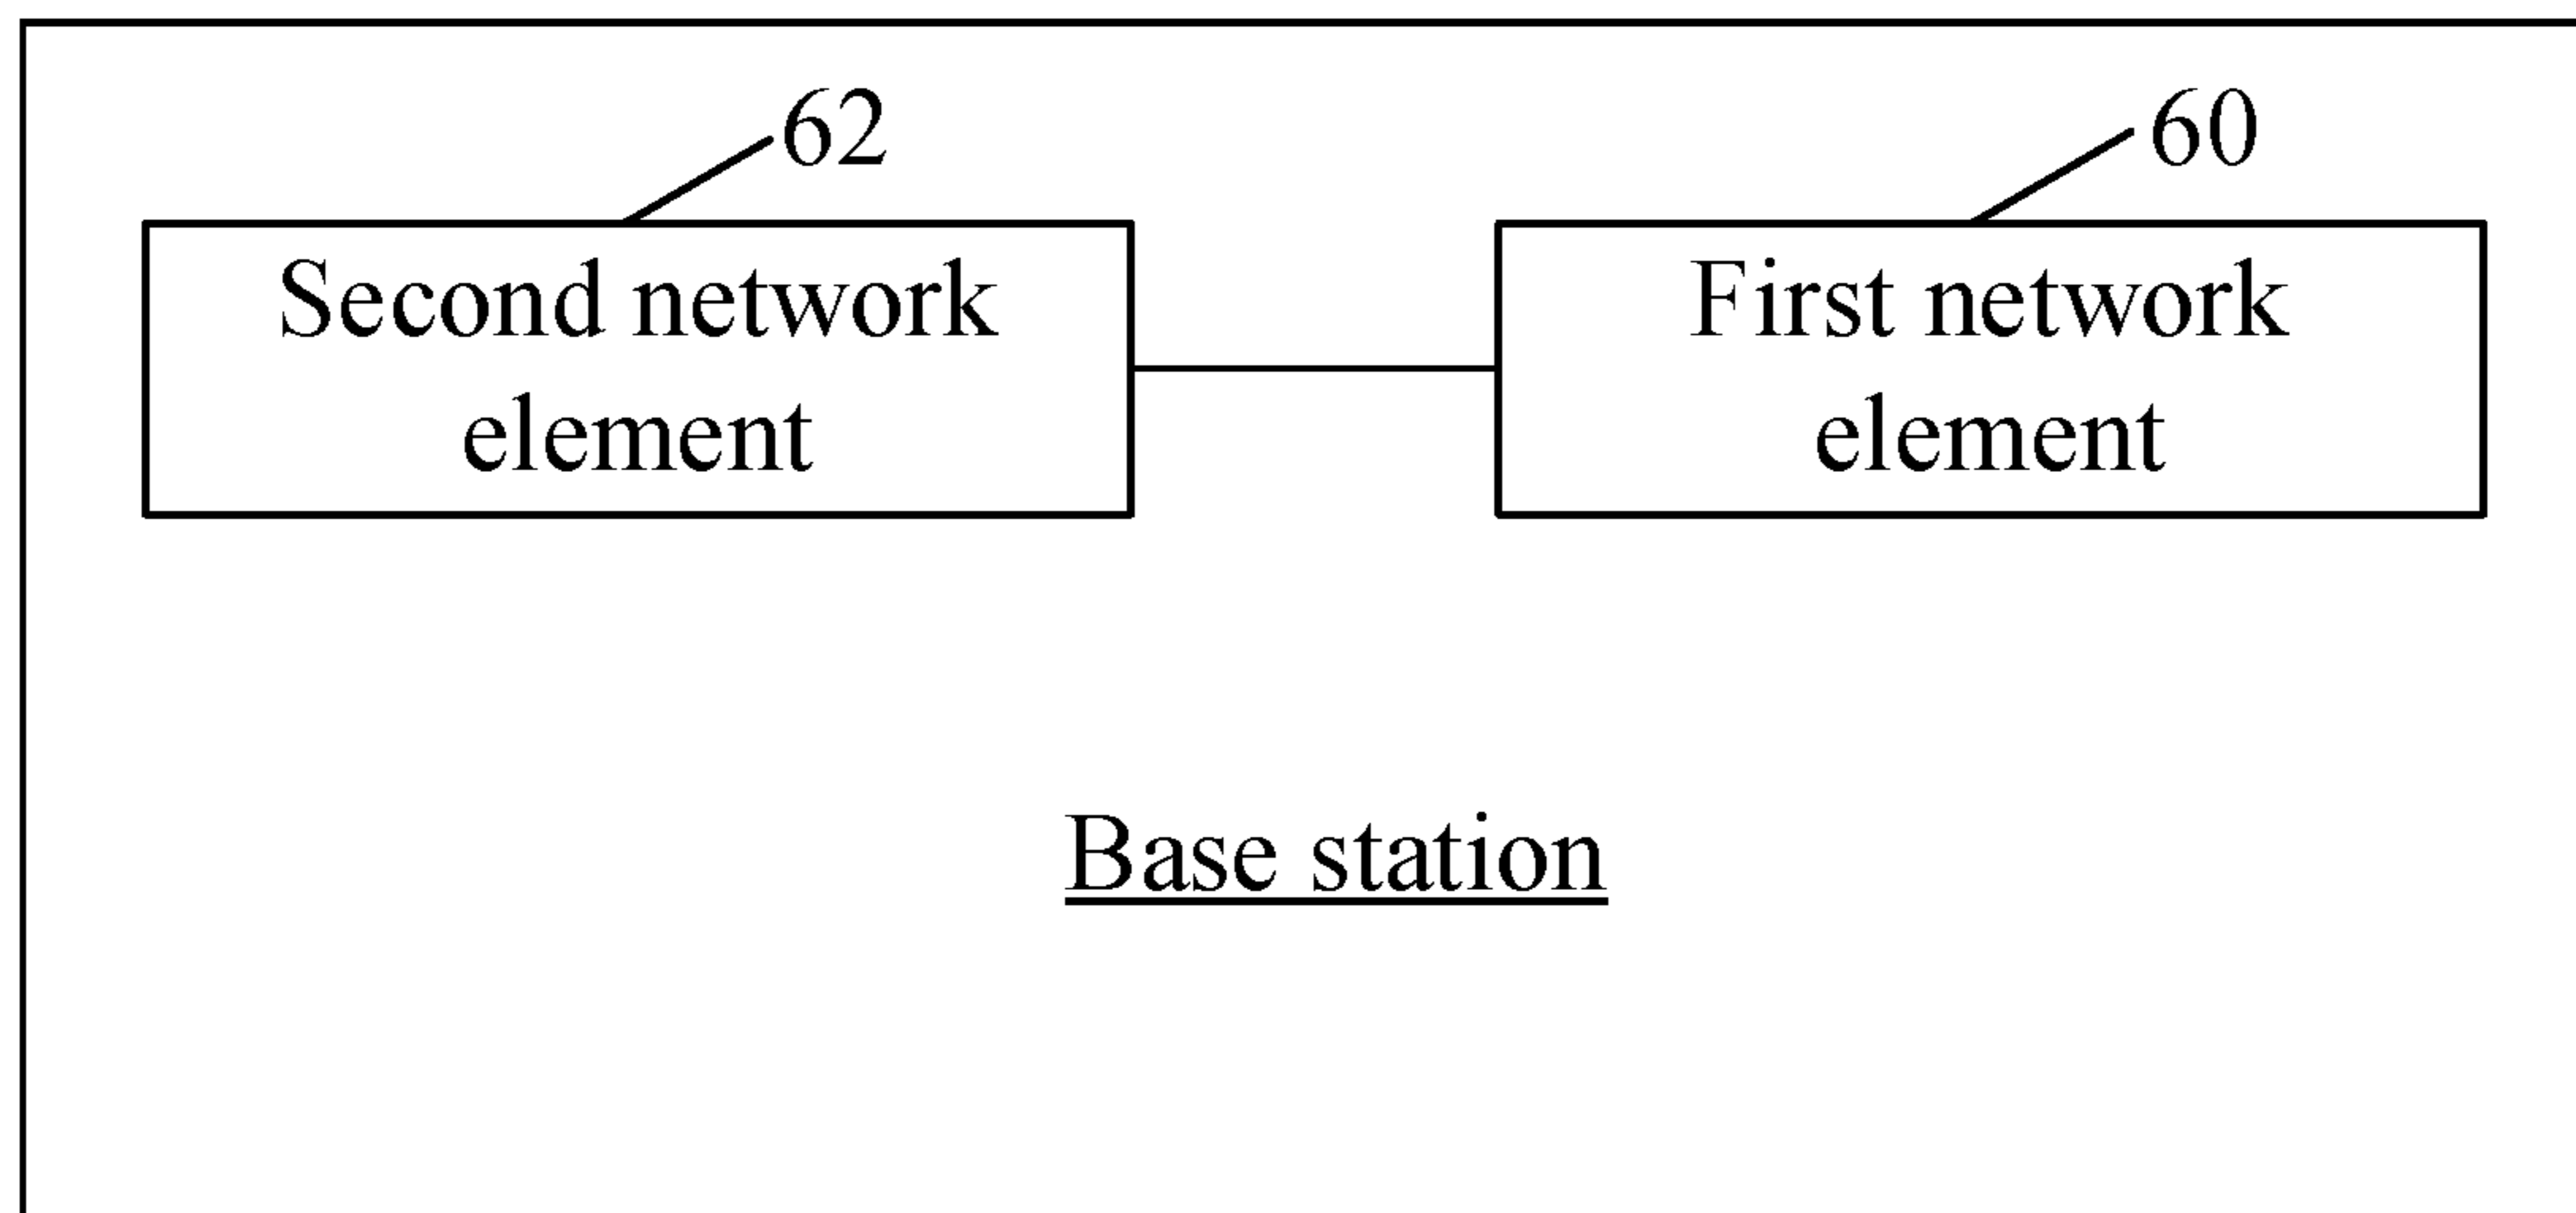 62
60
Second network
element
First network
element
Base station